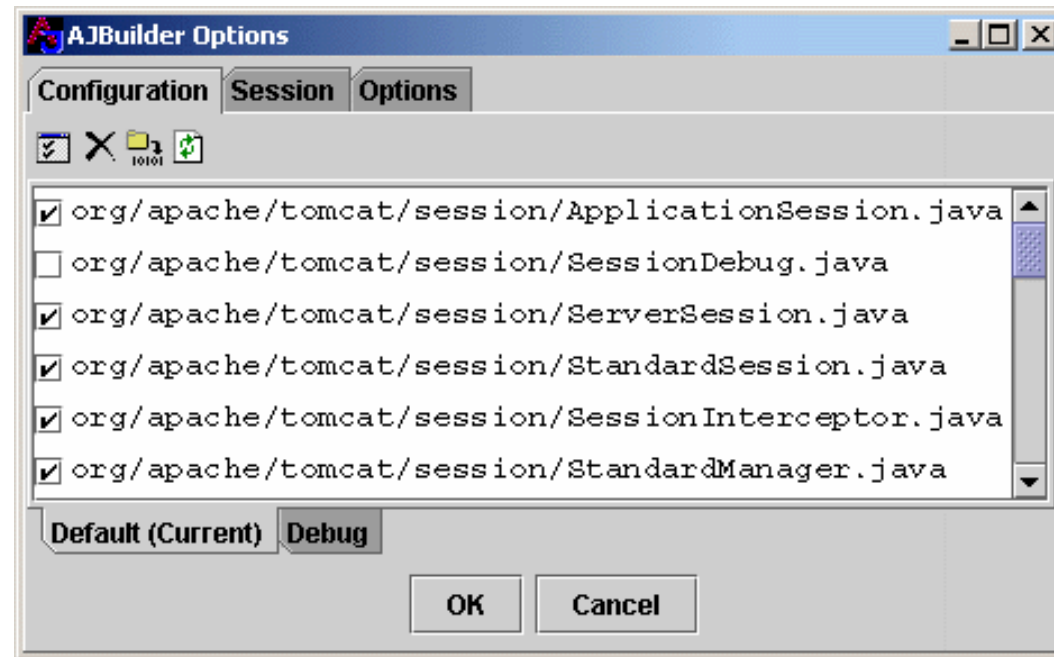 AJBuilder Options
Configuration Session Options
10101
org/apache/tomcat/session/ApplicationSession.java
org/apache/tomcat/session/SessionDebug.java
org/apache/tomcat/session/ServerSession.java
org/apache/tomcat/session/StandardSession.java
org/apache/tomcat/session/SessionInterceptor.java
org/apache/tomcat/session/StandardManager.java
Default (Current) Debug
OK Cancel